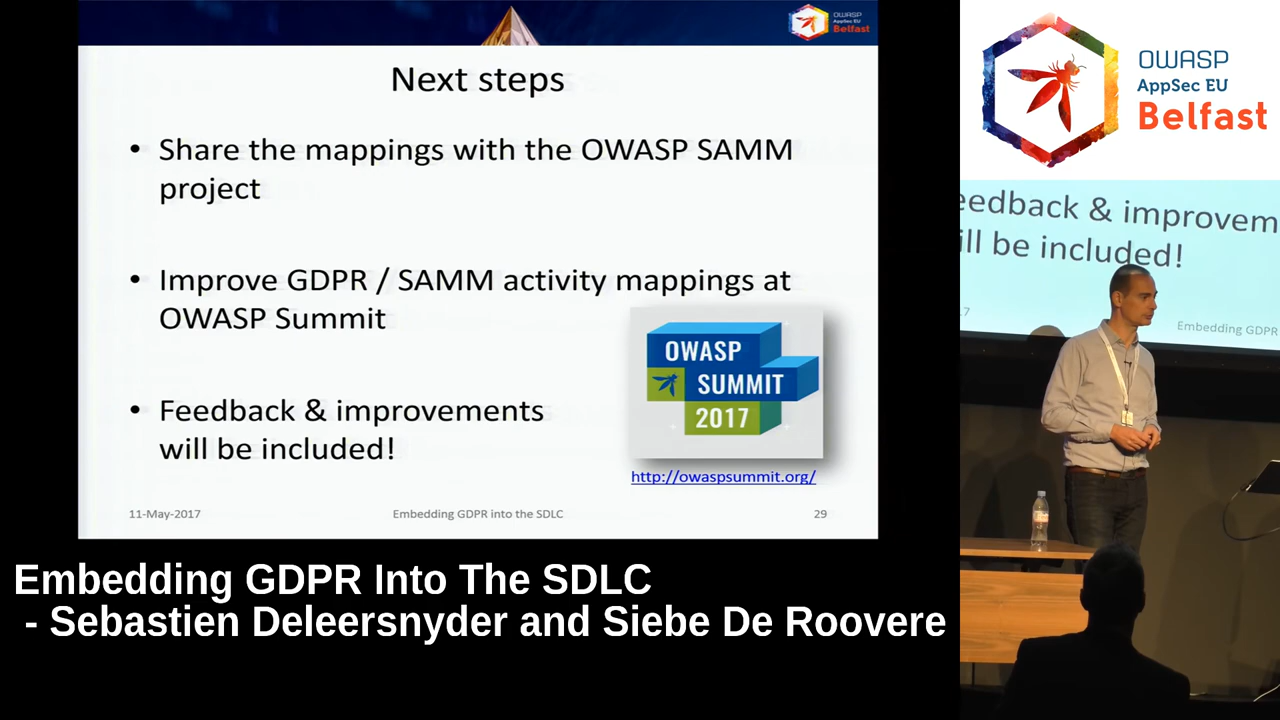 OWASP
AppSec EU
Belfast
Next steps
• Share the mappings with the OWASP SAMM
project
• Improve GDPR / SAMM activity mappings at
OWASP Summit
• Feedback & improvements
will be included!
OWASP
SUMMIT
2017
http://owaspsummit.org/
11-May-2017
Embedding GDPR into the SDLC
29
Embedding GDPR Into The SDLC
- Sebastien Deleersnyder and Siebe De Roovere
OWASP
AppSec EU
Belfast
eedback & improvem
ill be included!
17
Embedding GDPR